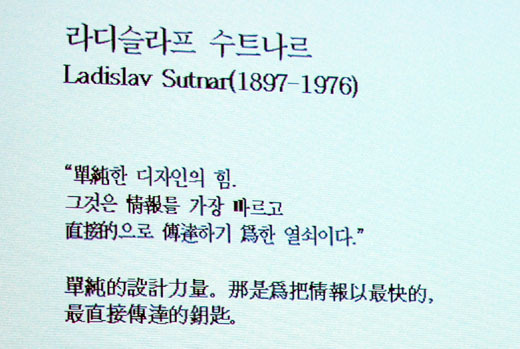 라디슬라프 수트나르
Ladislav Sutnar(1897-1976)
“單純한 디자인의 힘.
그것은 情報를 가장 빠르고
直接的으로 傳達하기 爲한 열쇠이다.”
單純的設計力量。那是爲把情報以最快的,
最直接傳達的鑰匙。